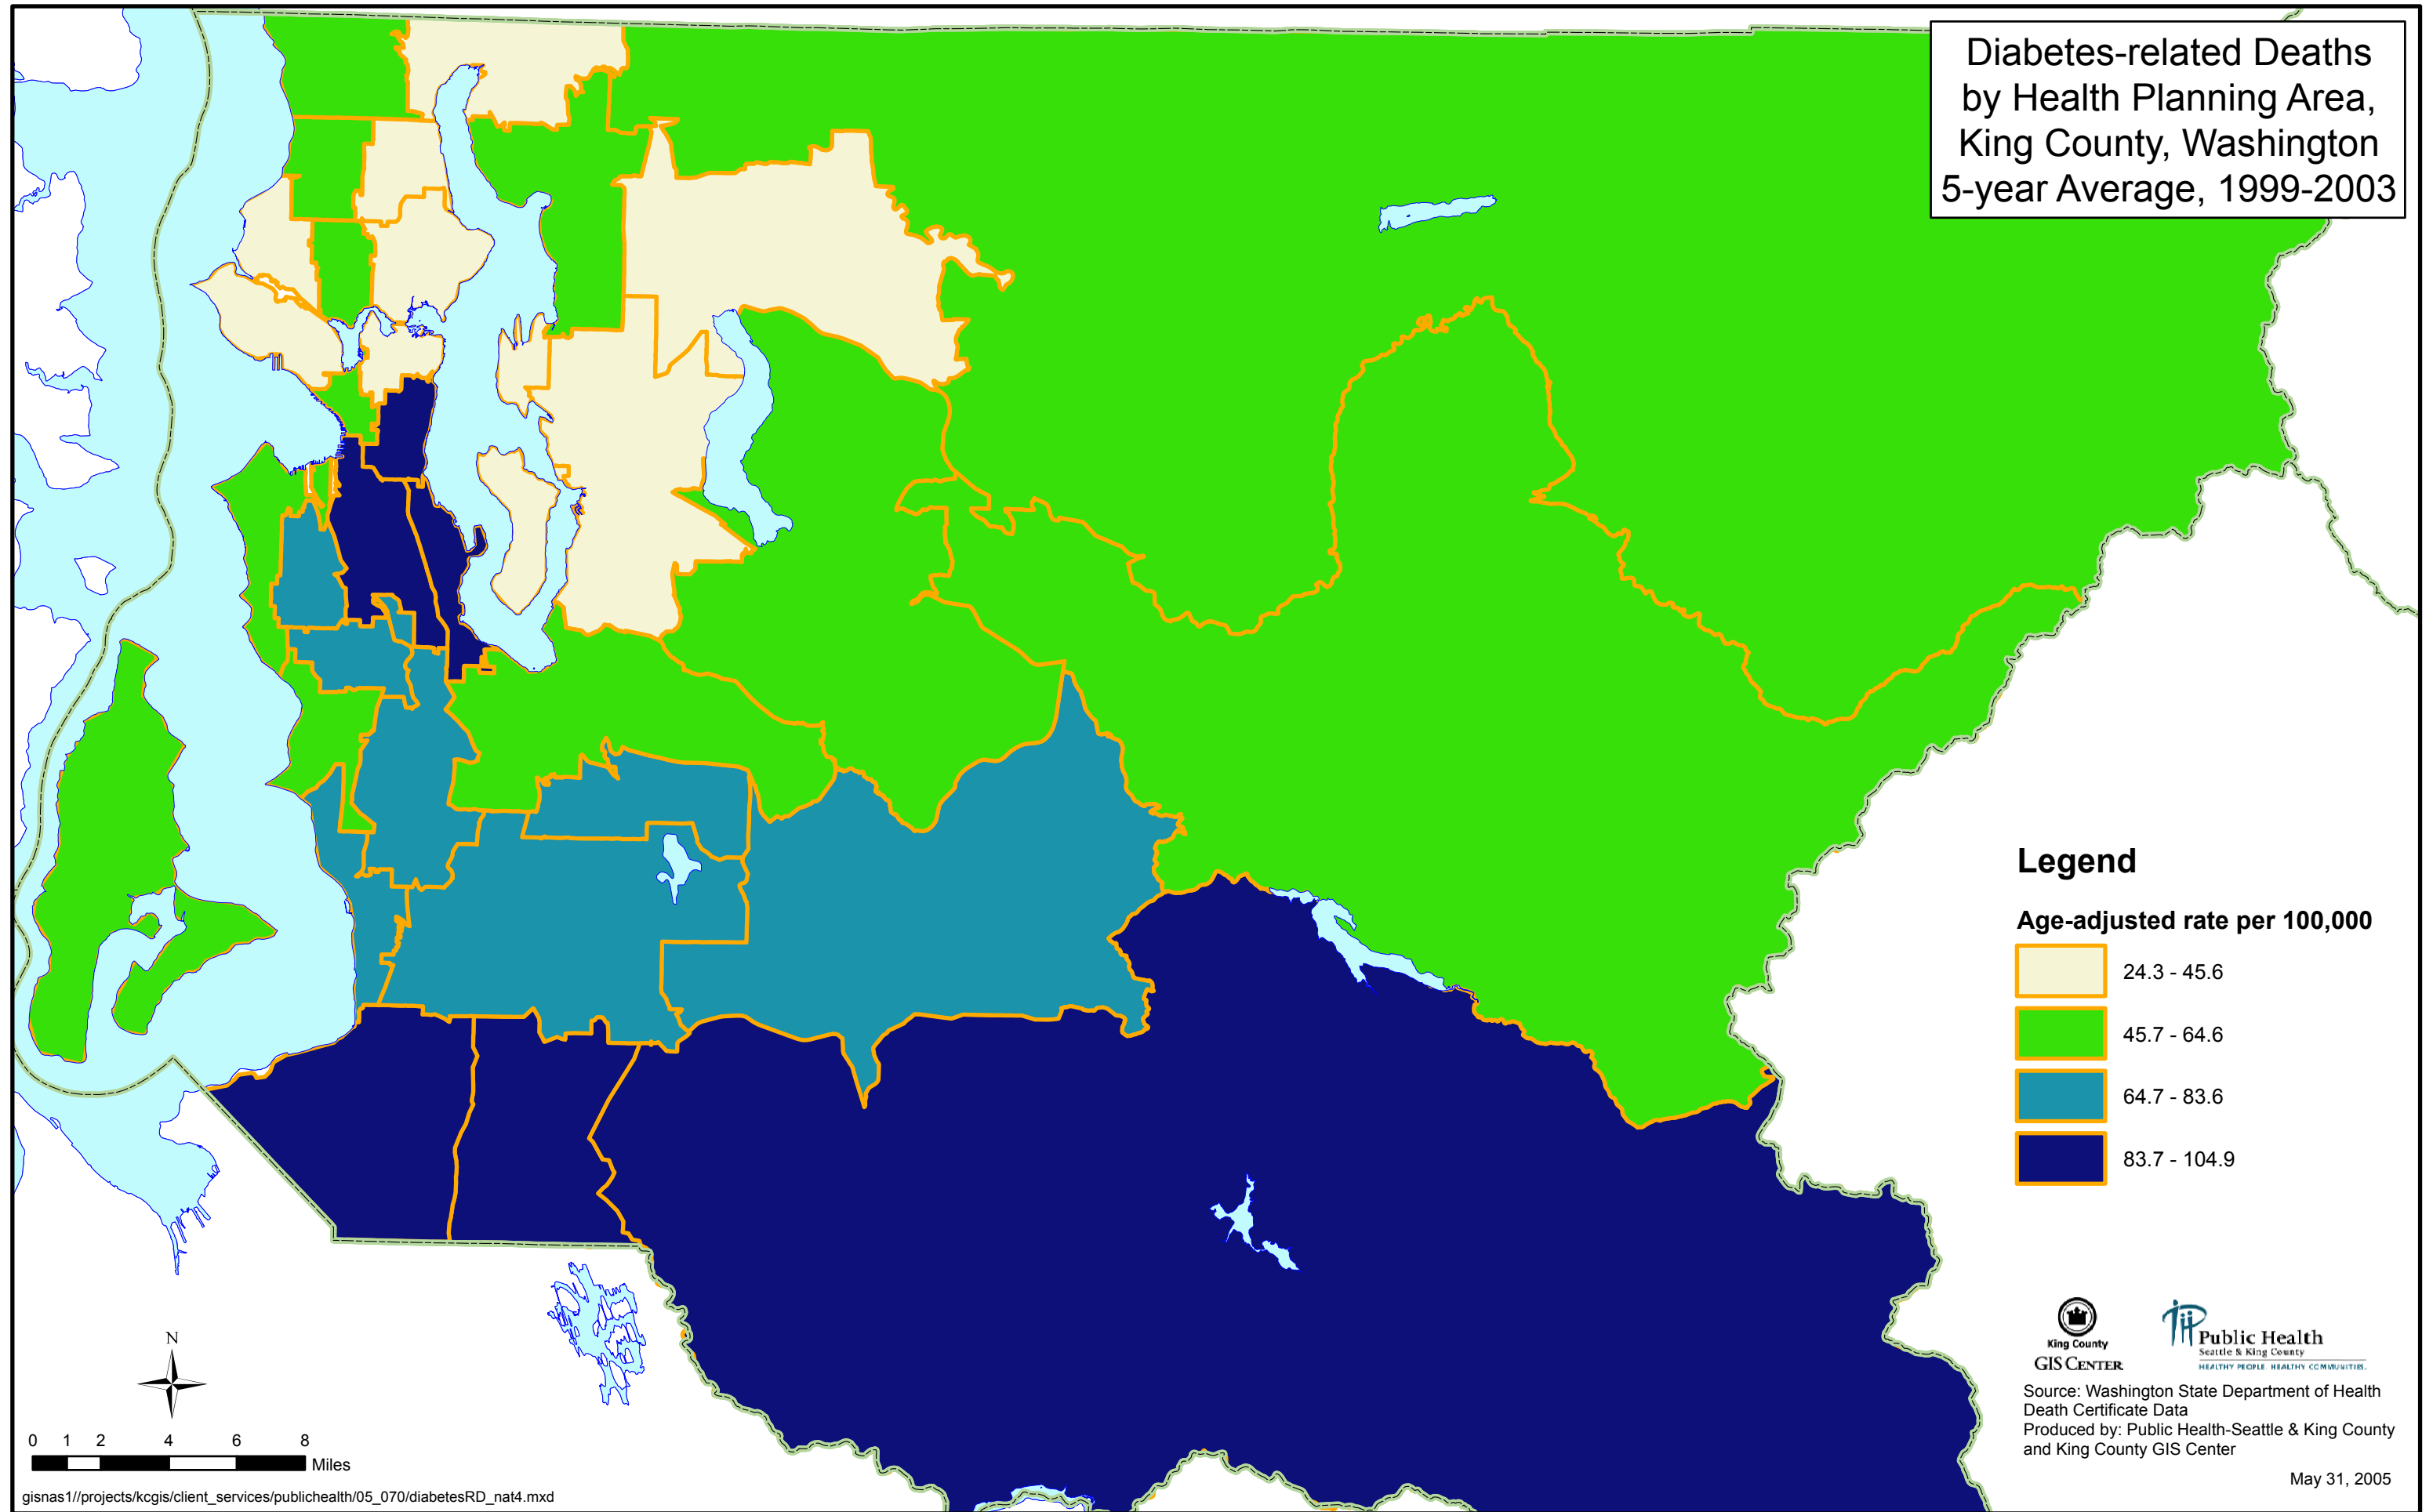 Diabetes-related Deaths
by Health Planning Area,
King County, Washington
5-year Average, 1999-2003
Legend
Age-adjusted rate per 100,000
24.3 - 45.6
45.7 - 64.6
64.7 - 83.6
83.7 - 104.9
King County
GIS CENTER
Public Health
Seattle & King County
HEALTHY PEOPLE. HEALTHY COMMUNITIES.
Source: Washington State Department of Health
Death Certificate Data
Produced by: Public Health-Seattle & King County
and King County GIS Center
May 31, 2005
N
0 1 2 4 6 8
Miles
gisnas1//projects/kcgis/client_services/publichealth/05_070/diabetesRD_nat4.mxd